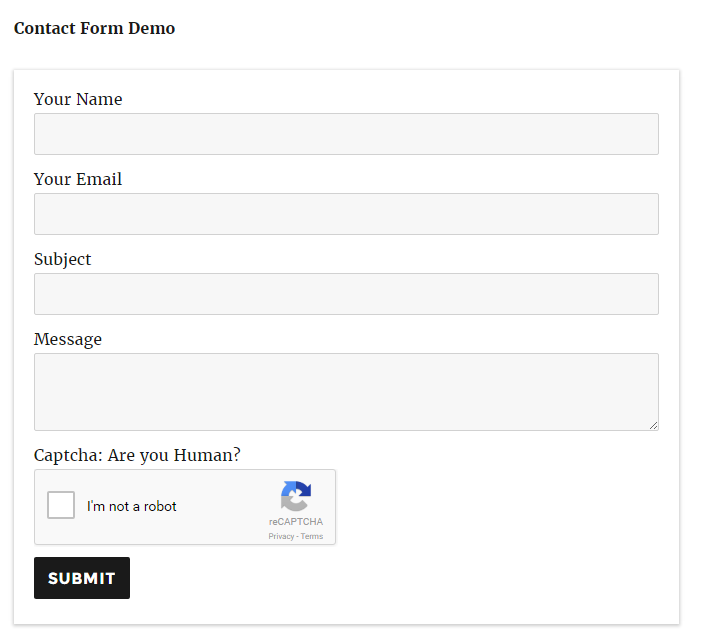 Contact Form Demo
Your Name
Your Email
Subject
Message
Captcha: Are you Human?
I'm not a robot
reCAPTCHA
Privacy - Terms
SUBMIT